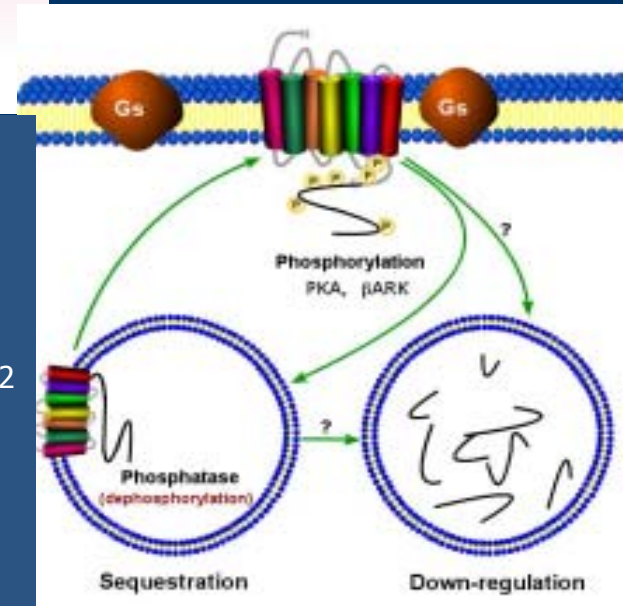 N
Gs
Gs
P
P
P
P
P
P
P
?
Phosphorylation
PKA, βARK
2
?
Phosphatase
(dephosphorylation)
Sequestration
Down-regulation